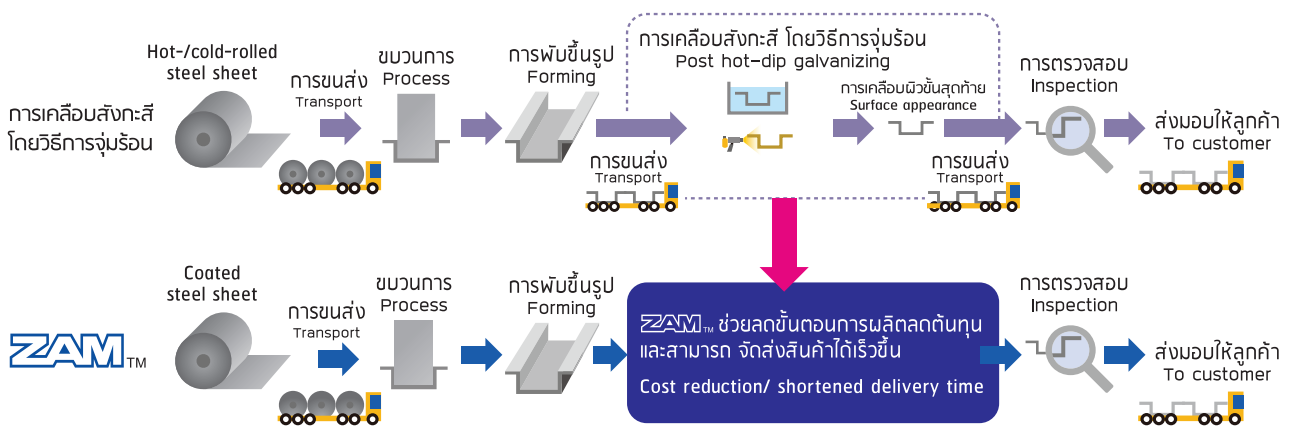 การเคลือบสังกะสี
โดยวิธีการจุ่มร้อน
Hot-/cold-rolled
steel sheet
การขนส่ง
Transport
ขบวนการ
Process
การพับขึ้นรูป
Forming
การขนส่ง
Transport
การเคลือบสังกะสี โดยวิธีการจุ่มร้อน
Post hot-dip galvanizing
การเคลือบผิวขั้นสุดท้าย
Surface appearance
การขนส่ง
Transport
การตรวจสอบ
Inspection
ส่งมอบให้ลูกค้า
To customer
ZAM™
Coated
steel sheet
การขนส่ง
Transport
ขบวนการ
Process
การพับขึ้นรูป
Forming
ZAM™ ช่วยลดขั้นตอนการผลิตลดต้นทุน
และสามารถ จัดส่งสินค้าได้เร็วขึ้น
Cost reduction/ shortened delivery time
การตรวจสอบ
Inspection
ส่งมอบให้ลูกค้า
To customer